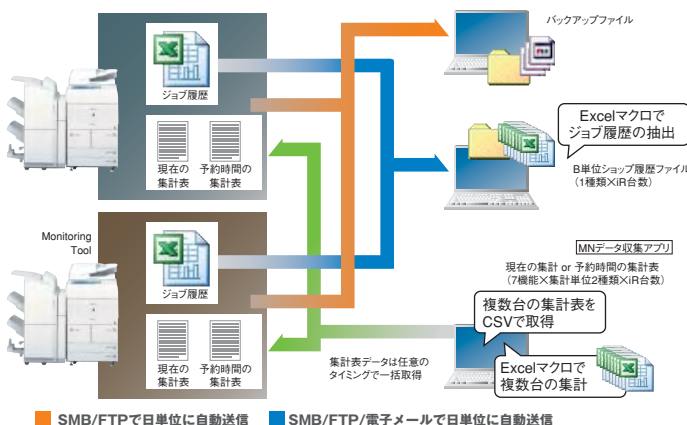 バックアップファイル
ジョブ履歴
Excelマクロで
ジョブ履歴の抽出
現在の
集計表
予約時間の
集計表
B単位ショップ履歴ファイル
（1種類×iR台数）
Monitoring
Tool
MNデータ収集アプリ
ジョブ履歴
現在の集計 or 予約時間の集計表
（7機能×集計単位2種類×iR台数）
複数台の集計表を
CSVで取得
現在の
集計表
予約時間の
集計表
集計表データは任意の
タイミングで一括取得
Excelマクロで
複数台の集計
SMB/FTPで日単位に自動送信
SMB/FTP/電子メールで日単位に自動送信